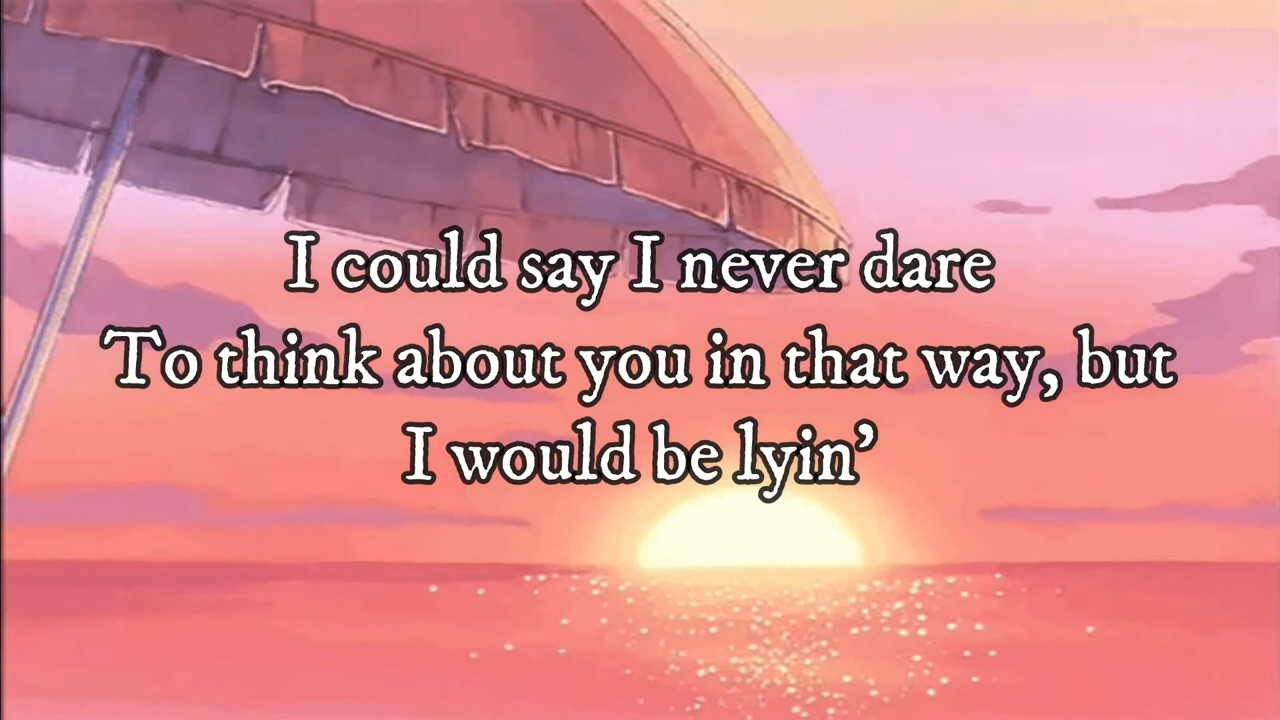 I could say I never dare
To think about you in that way, but
I would be lyin’